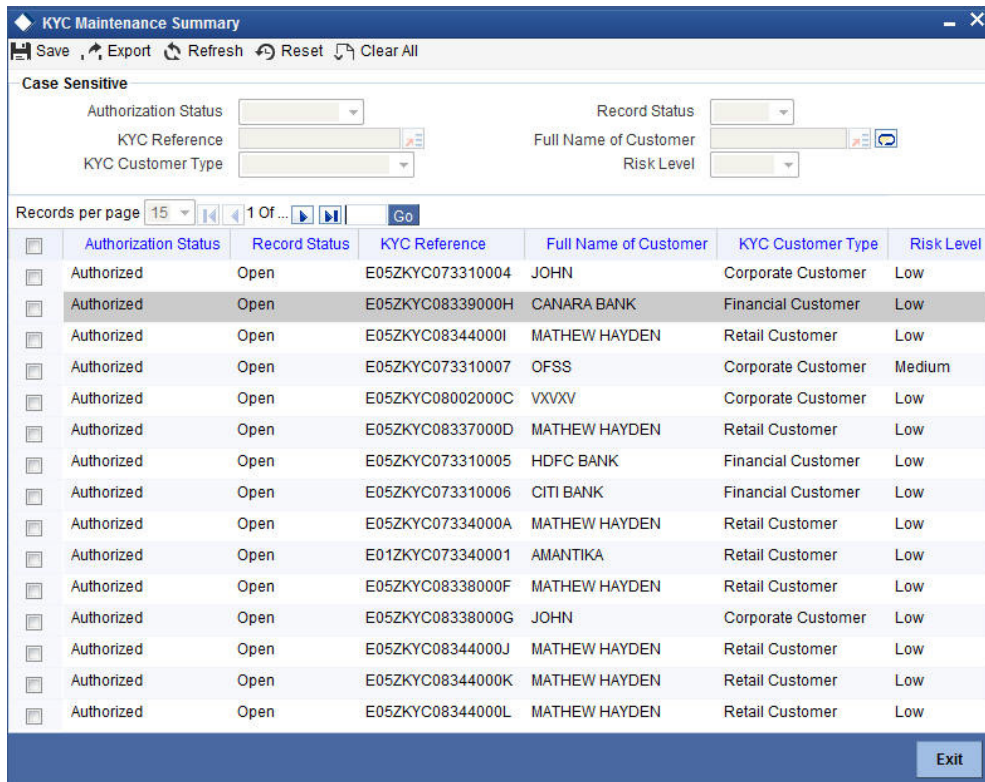 KYC Maintenance Summary
Save Export Refresh Reset Clear All
Case Sensitive
Authorization Status Record Status
KYC Reference Full Name of Customer
KYC Customer Type Risk Level
Records per page 15 1 Of ... Go
Authorization Status Record Status KYC Reference Full Name of Customer KYC Customer Type Risk Level
Authorized Open E05ZKYC073310004 JOHN Corporate Customer Low
Authorized Open E05ZKYC08339000H CANARA BANK Financial Customer Low
Authorized Open E05ZKYC08344000I MATHEW HAYDEN Retail Customer Low
Authorized Open E05ZKYC073310007 OFSS Corporate Customer Medium
Authorized Open E05ZKYC08002000C VXVXV Corporate Customer Low
Authorized Open E05ZKYC08337000D MATHEW HAYDEN Retail Customer Low
Authorized Open E05ZKYC073310005 HDFC BANK Financial Customer Low
Authorized Open E05ZKYC073310006 CITI BANK Financial Customer Low
Authorized Open E05ZKYC07334000A MATHEW HAYDEN Retail Customer Low
Authorized Open E01ZKYC073340001 AMANTIKA Retail Customer Low
Authorized Open E05ZKYC08338000F MATHEW HAYDEN Retail Customer Low
Authorized Open E05ZKYC08338000G JOHN Corporate Customer Low
Authorized Open E05ZKYC08344000J MATHEW HAYDEN Retail Customer Low
Authorized Open E05ZKYC08344000K MATHEW HAYDEN Retail Customer Low
Authorized Open E05ZKYC08344000L MATHEW HAYDEN Retail Customer Low
Exit